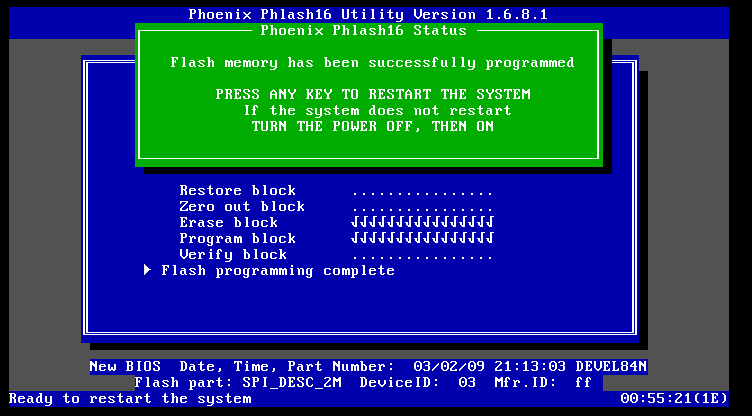 Phoenix Phlash16 Utility Version 1.6.8.1
Phoenix Phlash16 Status
Flash memory has been successfully programmed
PRESS ANY KEY TO RESTART THE SYSTEM
If the system does not restart
TURN THE POWER OFF, THEN ON
Restore block ................
Zero out block ................
Erase block √√√√√√√√√√√√√√√√
Program block √√√√√√√√√√√√√√√√
Verify block ................
► Flash programming complete
New BIOS Date, Time, Part Number: 03/02/09 21:13:03 DEVEL84N
Flash part: SPI_DESC_2M DeviceID: 03 Mfr.ID: ff
Ready to restart the system 00:55:21(1E)